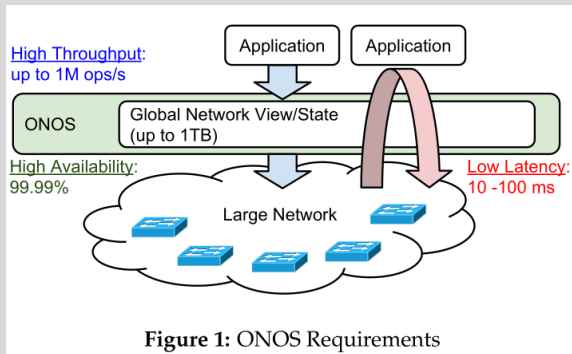 High Throughput:
up to 1M ops/s
Application
Application
ONOS
Global Network View/State
(up to 1TB)
High Availability:
99.99%
Low Latency:
10 -100 ms
Large Network
Figure 1: ONOS Requirements